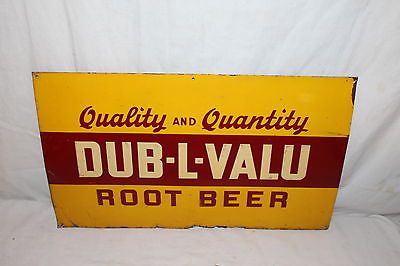 Quality AND Quantity
DUB-L-VALU
ROOT BEER